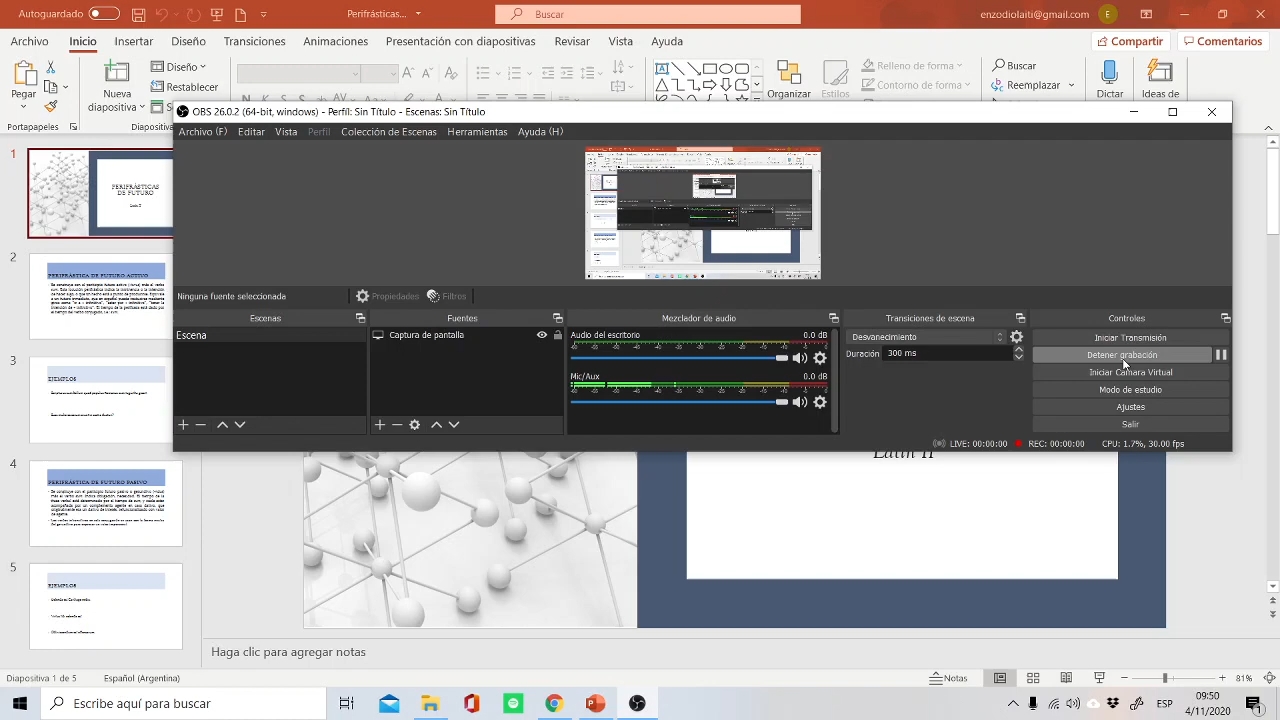 Autoguardado
Perifrásticas...
Buscar
enzodiolaiti@gmail.com
E
Archivo
Inicio
Insertar
Diseño
Transiciones
Animaciones
Presentación con diapositivas
Revisar
Vista
Ayuda
Compartir
Comentarios
Pegar
Nueva
diapositiva
Diseño
Organizar
Estilos
Relleno de forma
Contorno de forma
Buscar
Reemplazar
Dictar
Ideas de
Portapapeles
OBS 26.0.2 (64-bit, windows) - Perfil: Sin Título - Escenas: Sin Título
Archivo (F)
Editar
Vista
Perfil
Colección de Escenas
Herramientas
Ayuda (H)
Ninguna fuente seleccionada
Propiedades
Filtros
Escenas
Fuentes
Mezclador de audio
Transiciones de escena
Controles
Escena
Captura de pantalla
Audio del escritorio
0.0 dB
Mic/Aux
0.0 dB
Desvanecimiento
Duración
300 ms
Iniciar Transmisión
Detener grabación
Iniciar Cámara Virtual
Modo de estudio
Ajustes
Salir
LIVE: 00:00:00
REC: 00:00:00
CPU: 1.7%, 30.00 fps
1
2
PERIFRÁSTICA DE FUTURO ACTIVO
EJEMPLOS
4
PERIFRÁSTICA DE FUTURO PASIVO
5
EJEMPLOS
Latín II
Haga clic para agregar notas
Diapositiva 1 de 5
Español (Argentina)
Notas
81%
Escribe aquí para buscar
ESP
09:50
4/11/2020
1